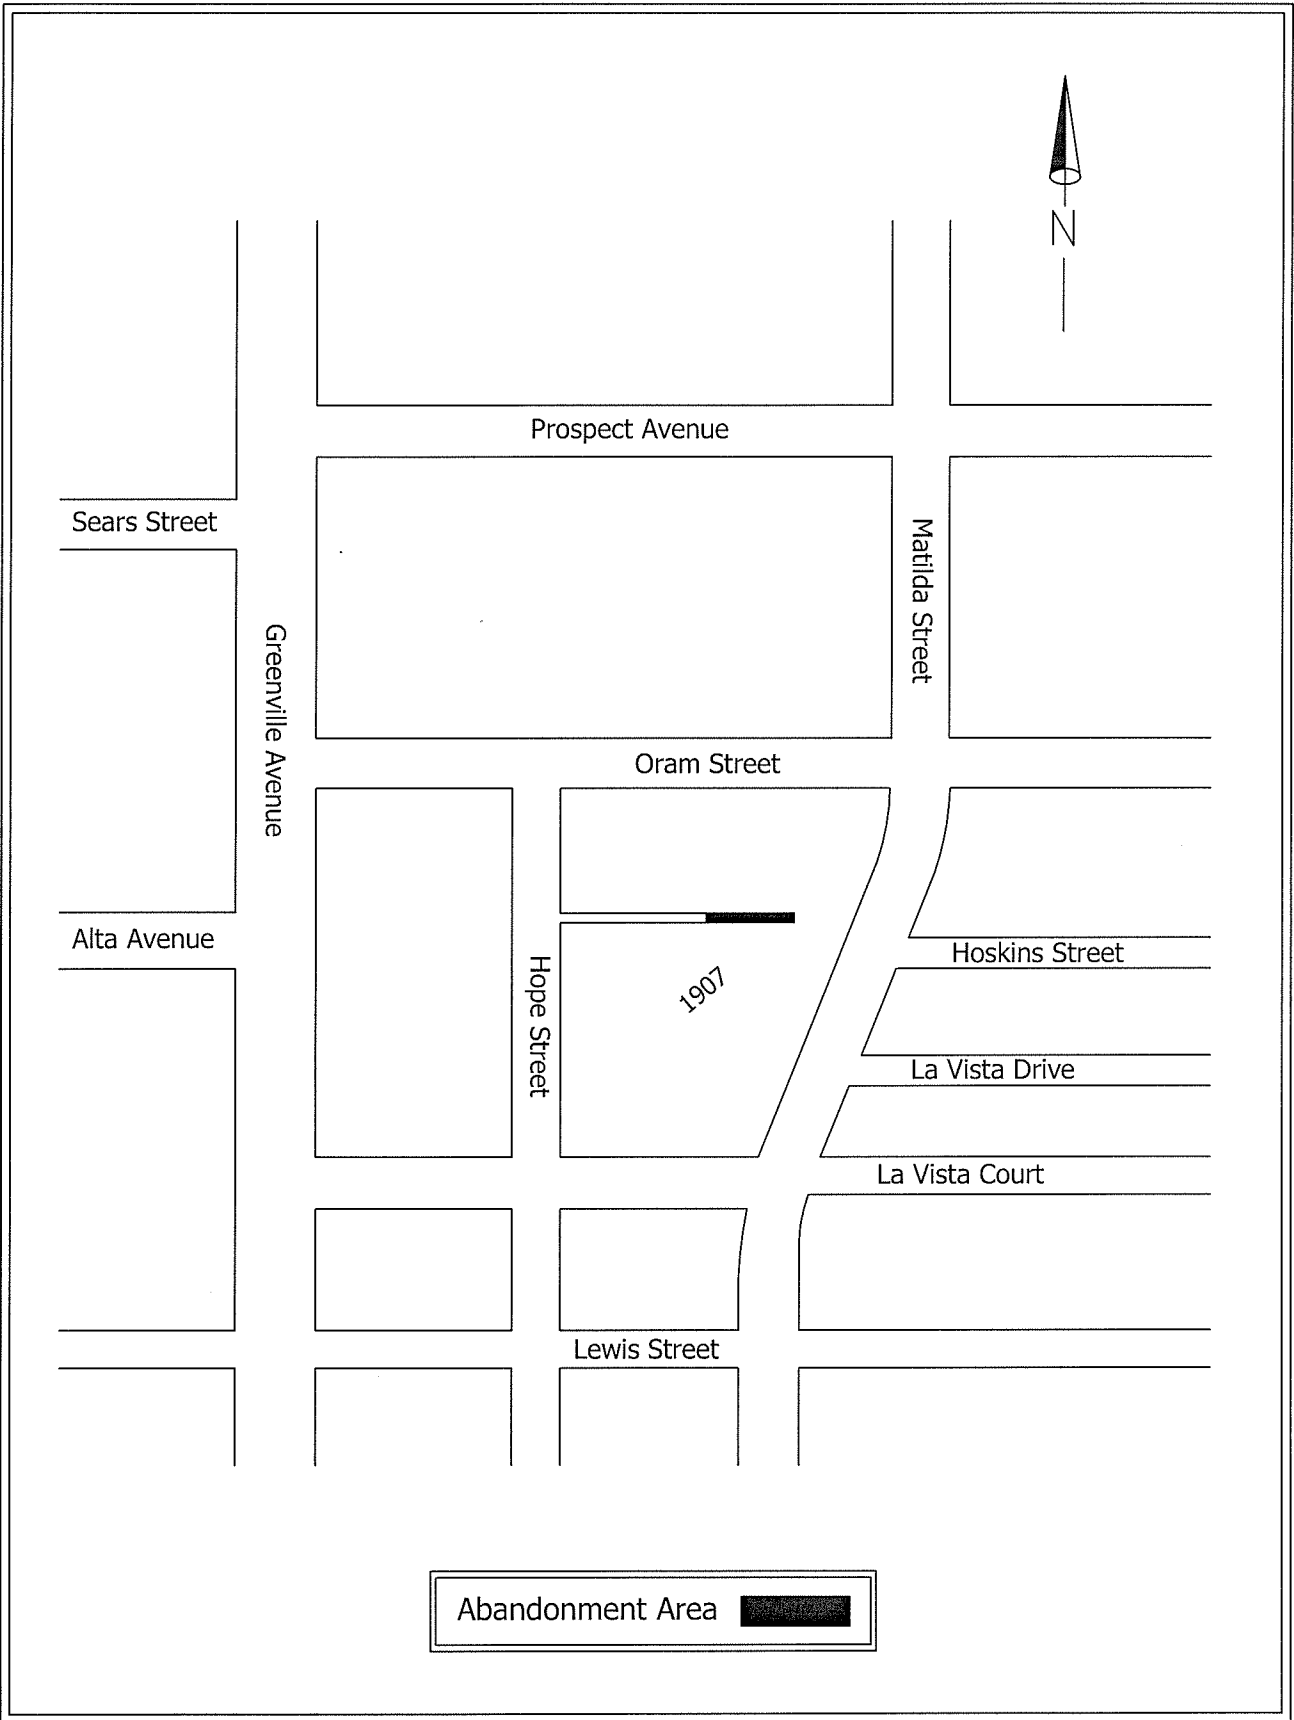 N
Prospect Avenue
Sears Street
Matilda Street
Greenville Avenue
Oram Street
Alta Avenue
Hoskins Street
Hope Street
1907
La Vista Drive
La Vista Court
Lewis Street
Abandonment Area